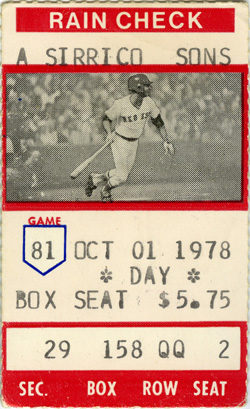 RAIN CHECK
A SIRRICO SONS
RED SOX
GAME
81 OCT 01 1978
* DAY *
BOX SEAT $5.75
29 158 QQ 2
SEC. BOX ROW SEAT